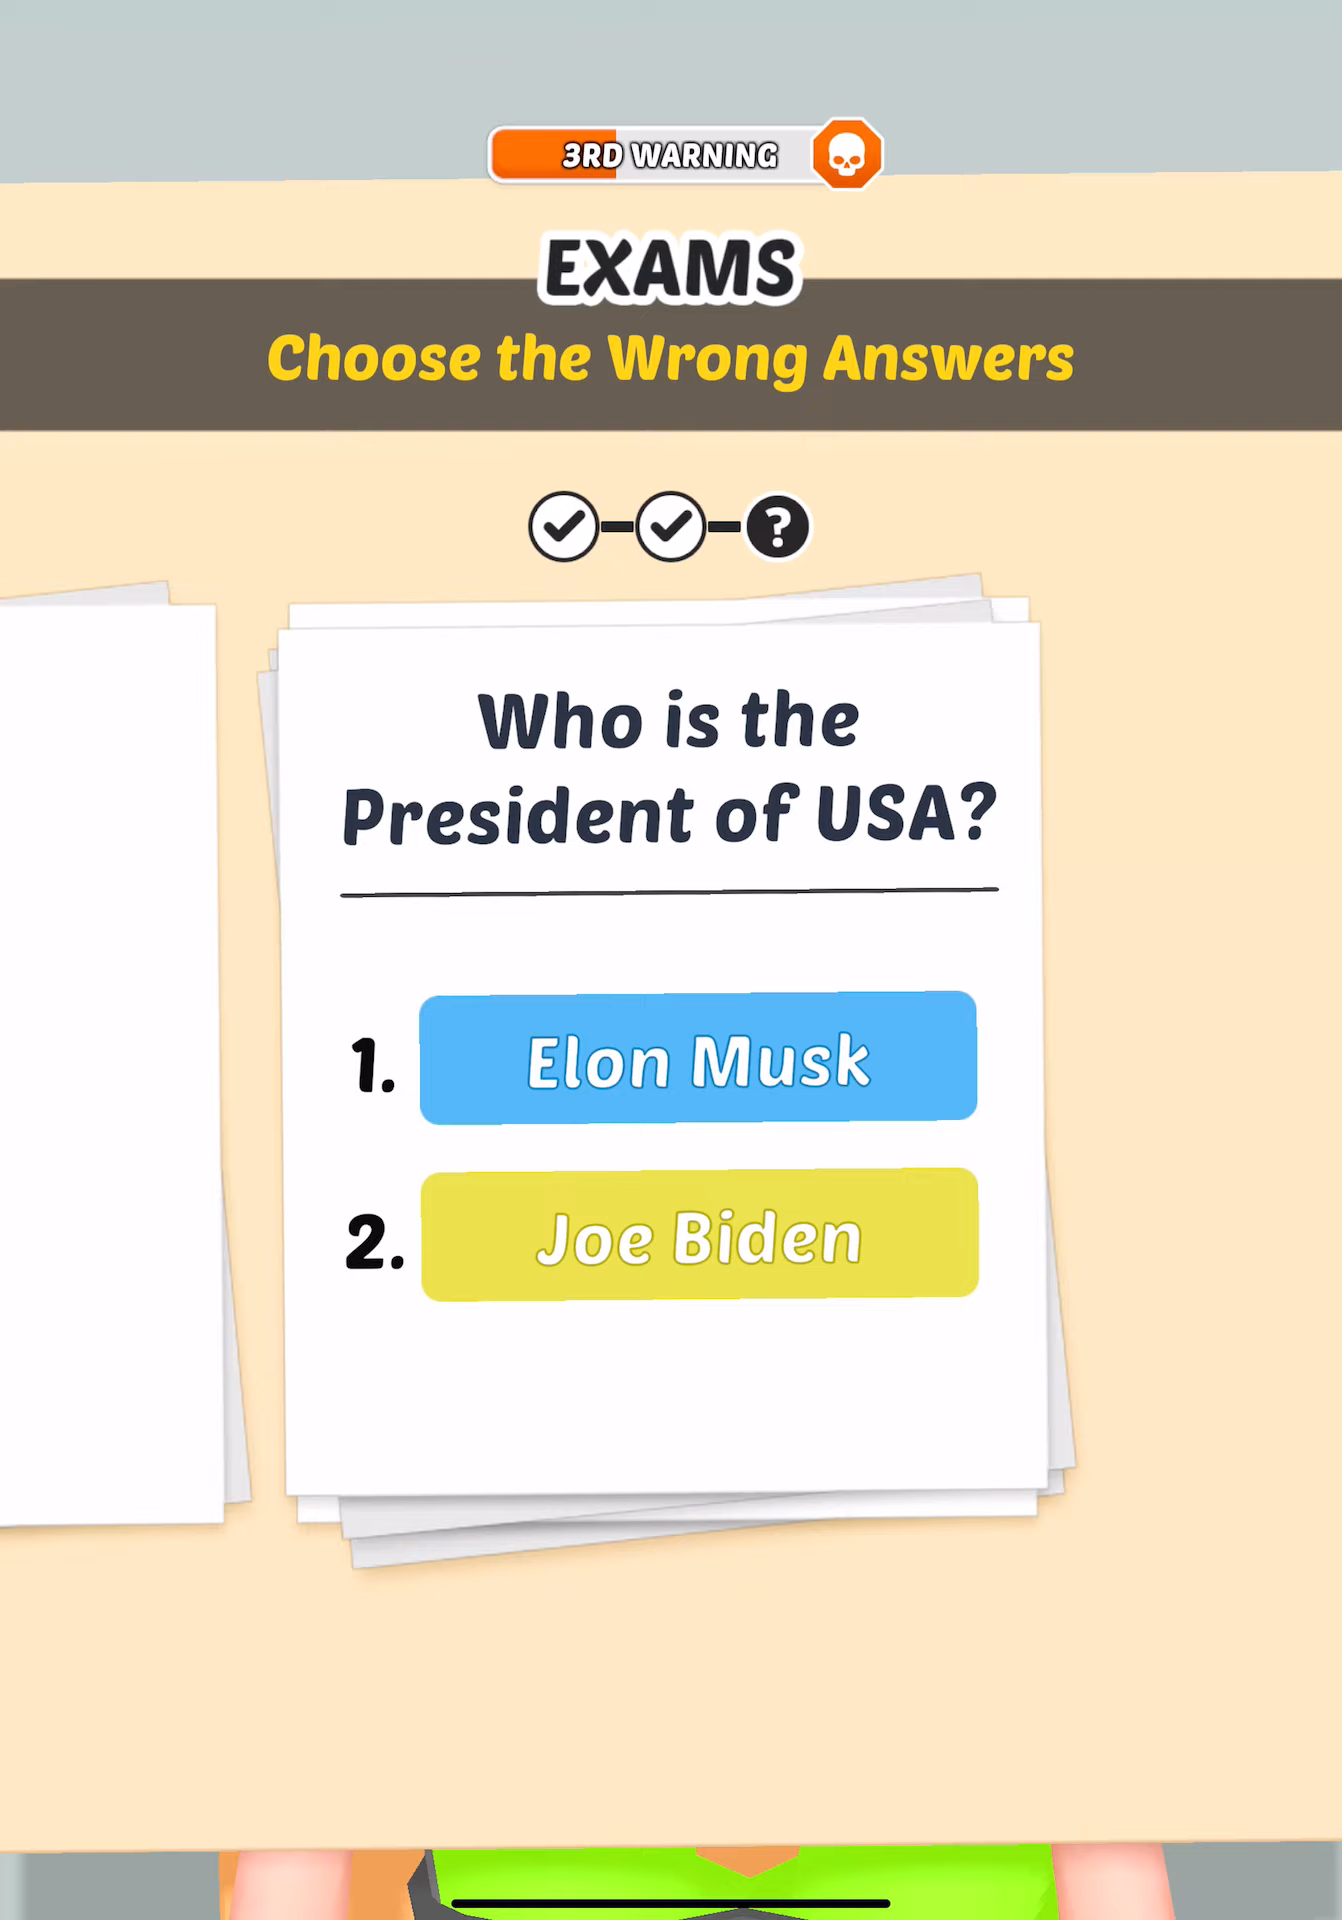 3RD WARNING
EXAMS
Choose the Wrong Answers
?
Who is the
President of USA?
1. Elon Musk
2. Joe Biden